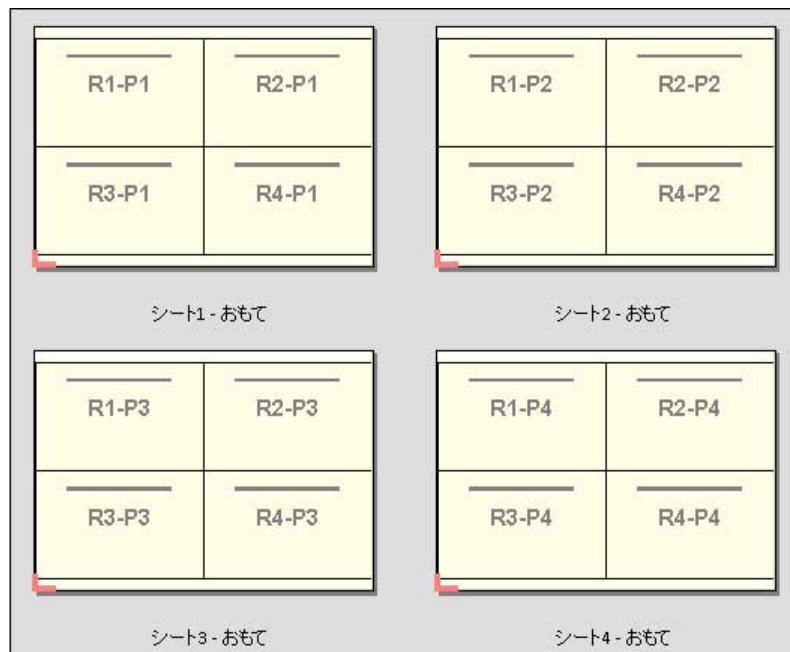 R1-P1 R2-P1 R1-P2 R2-P2
R3-P1 R4-P1 R3-P2 R4-P2
シート1 - おもて シート2 - おもて
R1-P3 R2-P3 R1-P4 R2-P4
R3-P3 R4-P3 R3-P4 R4-P4
シート3 - おもて シート4 - おもて